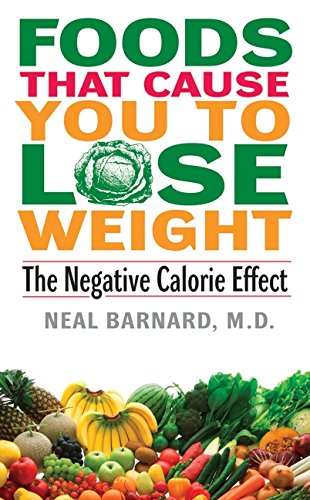 FOODS
THAT CAUSE
YOU TO
LOSE
WEIGHT
The Negative Calorie Effect
NEAL BARNARD, M.D.